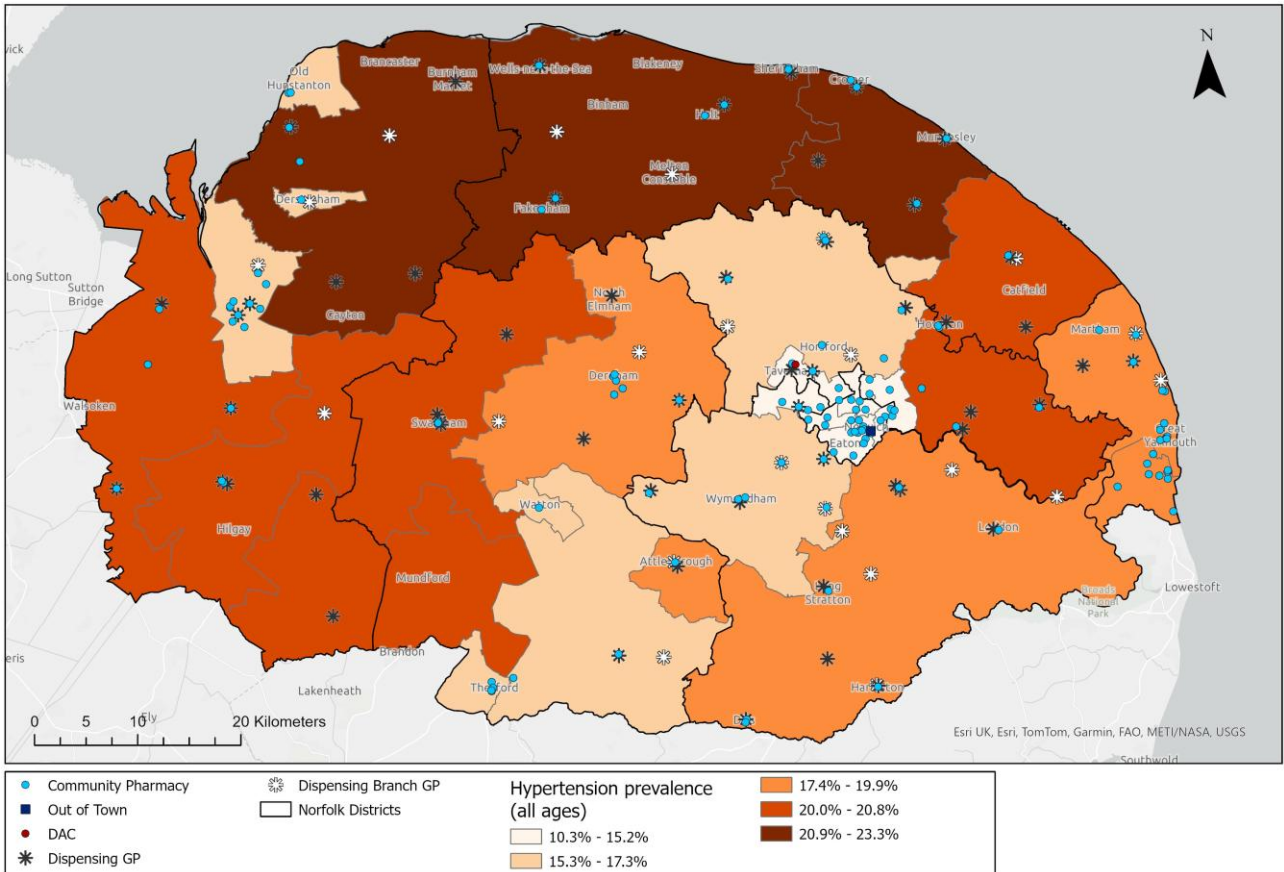 wick
N
Old
Hunstanton
Brancaster
Burnham
Market
Wells-next-the-Sea
Blakeney
Sheringham
Cromer
Binham
Holt
Mundesley
Melton
Constable
Dersingham
Fakenham
Long Sutton
Sutton
Bridge
Gayton
North
Elmham
Catfield
Hoveton
Martham
Horsford
Taverham
Dereham
Walsoken
Swaffham
Norwich
Eaton
Great
Yarmouth
Watton
Wymondham
Hilgay
Loddon
Attleborough
Mundford
Long
Stratton
Broads
National
Park
Lowestoft
Brandon
eris
Lakenheath
Thetford
Harleston
Diss
0 5 10 20 Kilometers
Ely
Esri UK, Esri, TomTom, Garmin, FAO, METI/NASA, USGS
Southwold
Community Pharmacy
Out of Town
DAC
Dispensing GP
Dispensing Branch GP
Norfolk Districts
Hypertension prevalence
(all ages)
10.3% - 15.2%
15.3% - 17.3%
17.4% - 19.9%
20.0% - 20.8%
20.9% - 23.3%